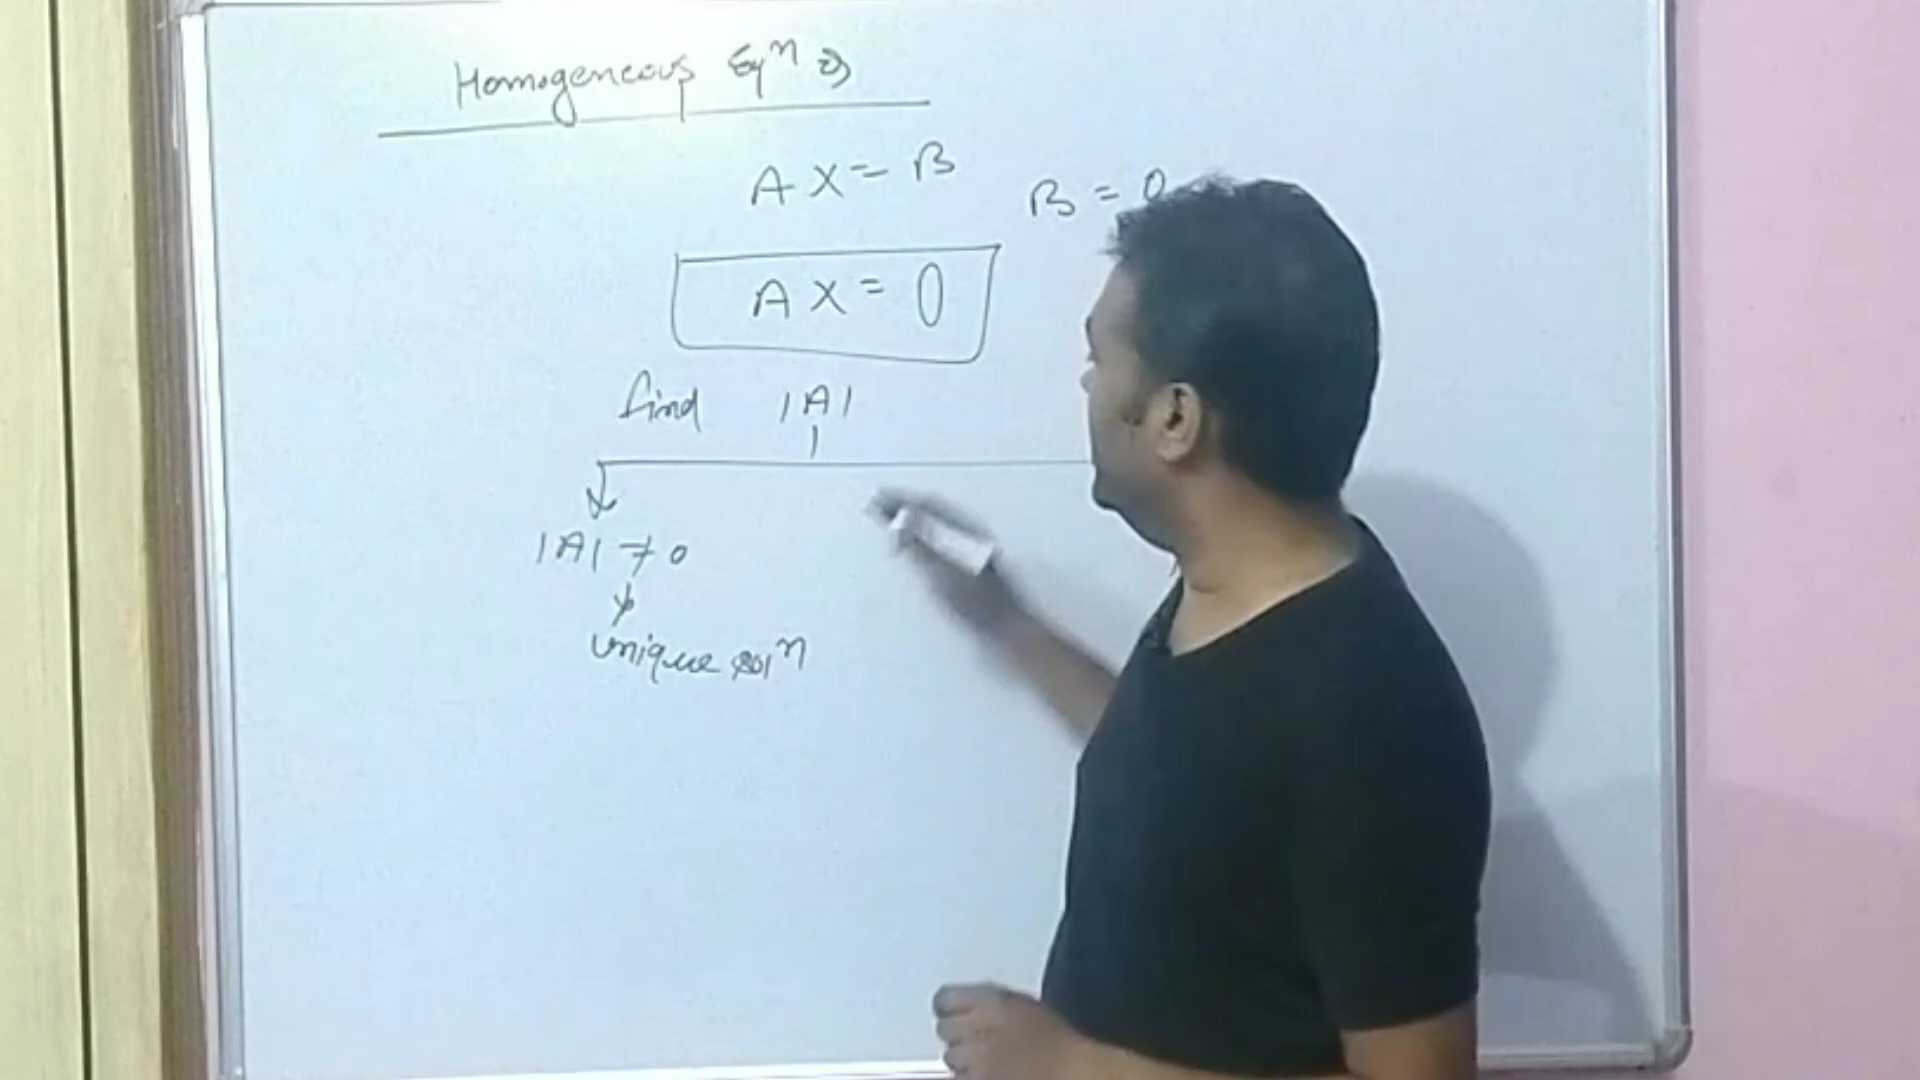 Homogeneous Eqⁿ
AX = B
B = 0
AX = 0
find |A|
|A| ≠ 0
unique solⁿ